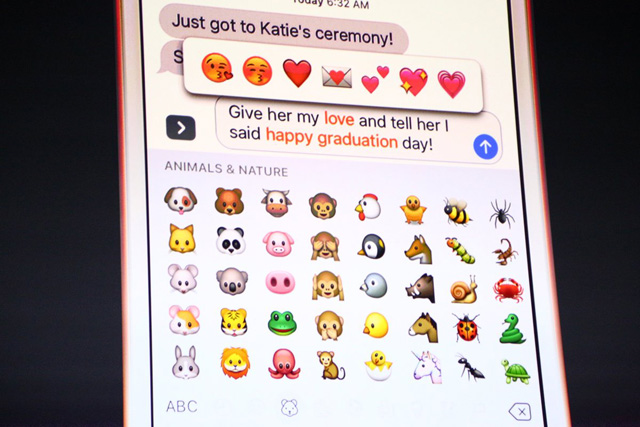 Today 6:32 AM
Just got to Katie's ceremony!
S
Give her my love and tell her I
said happy graduation day!
ANIMALS & NATURE
ABC